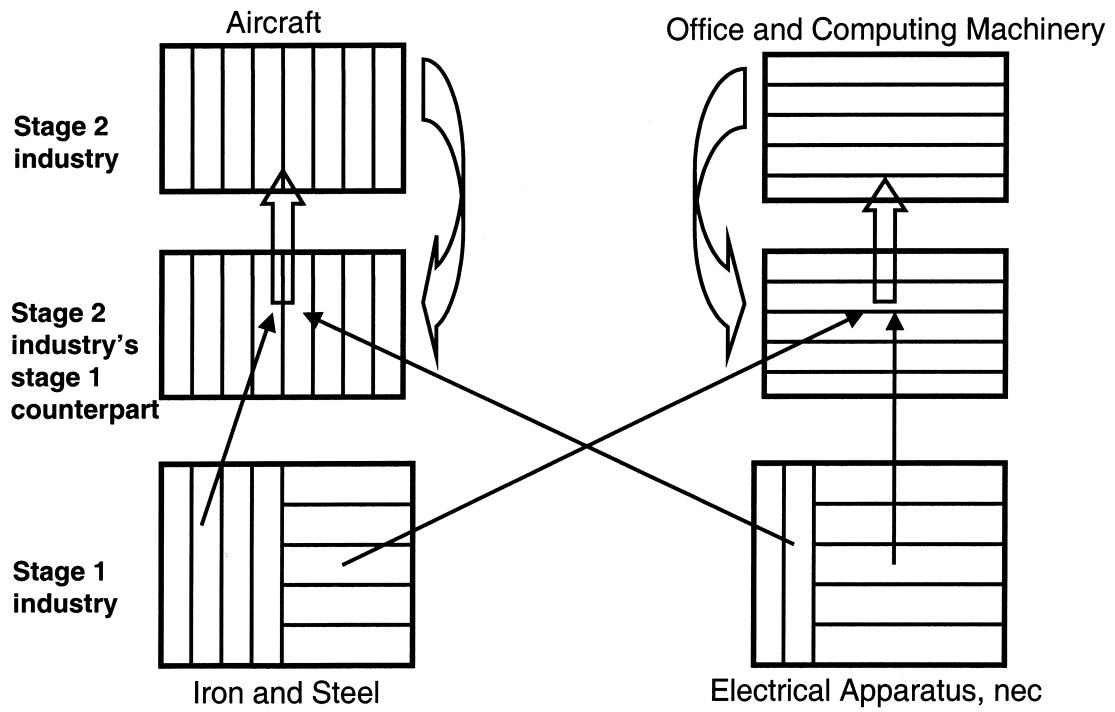 Aircraft
Office and Computing Machinery
Stage 2
industry
Stage 2
industry's
stage 1
counterpart
Stage 1
industry
Iron and Steel
Electrical Apparatus, nec